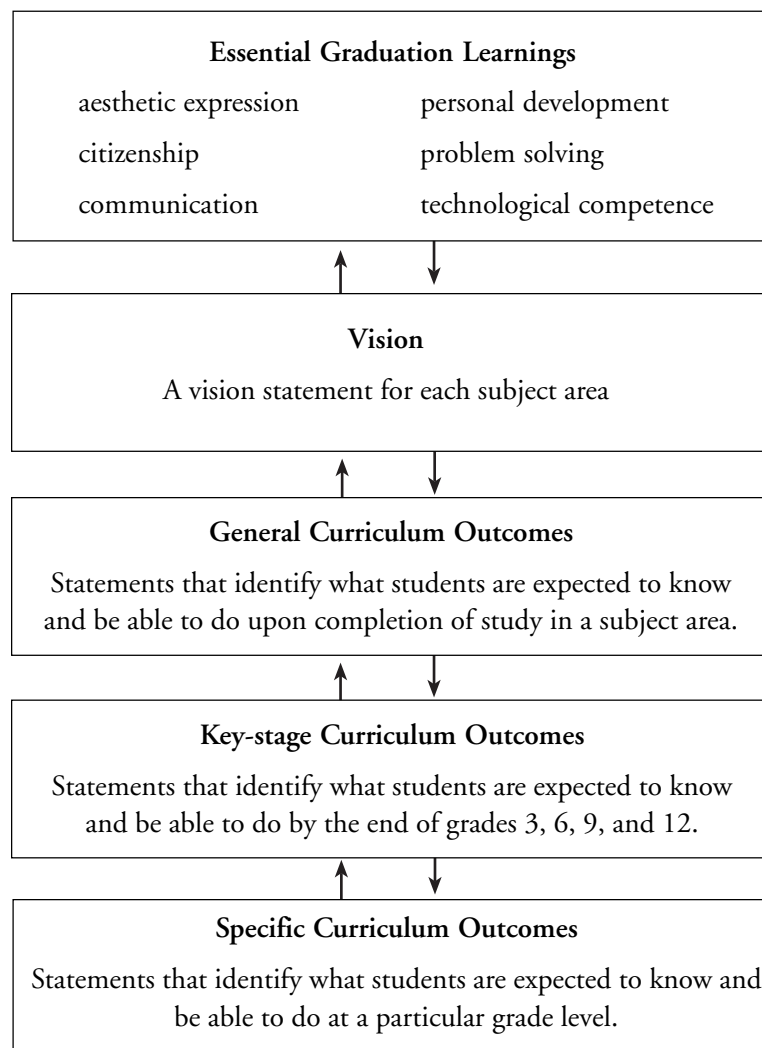 Essential Graduation Learnings
aesthetic expression personal development
citizenship problem solving
communication technological competence
Vision
A vision statement for each subject area
General Curriculum Outcomes
Statements that identify what students are expected to know
and be able to do upon completion of study in a subject area.
Key-stage Curriculum Outcomes
Statements that identify what students are expected to know
and be able to do by the end of grades 3, 6, 9, and 12.
Specific Curriculum Outcomes
Statements that identify what students are expected to know and
be able to do at a particular grade level.